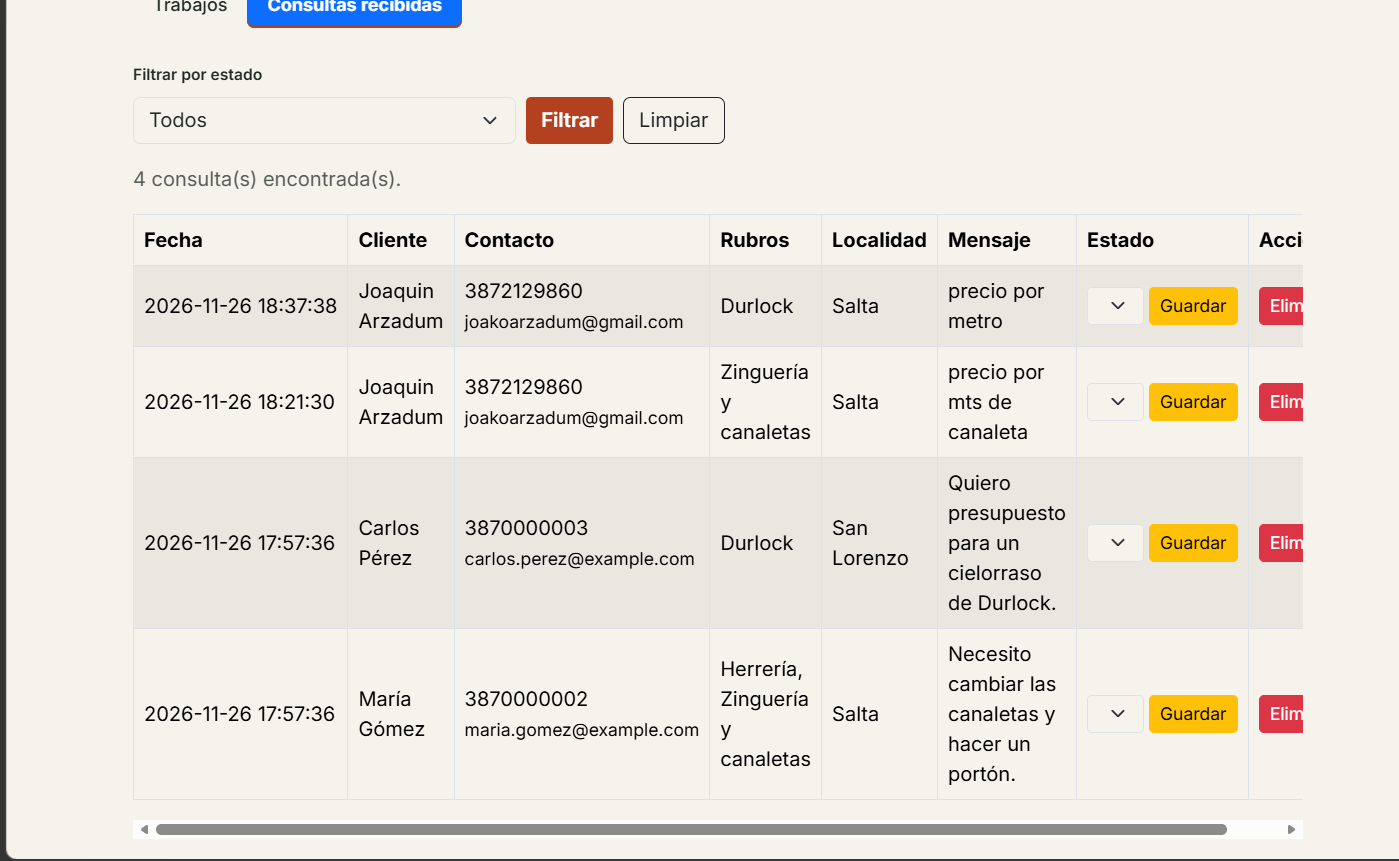 Trabajos
Consultas recibidas
Filtrar por estado
Todos
Filtrar
Limpiar
4 consulta(s) encontrada(s).
Fecha Cliente Contacto Rubros Localidad Mensaje Estado Acci
2026-11-26 18:37:38
Joaquin
Arzadum
3872129860
joakoarzadum@gmail.com
Durlock
Salta
precio por
metro
Guardar
Elim
2026-11-26 18:21:30
Joaquin
Arzadum
3872129860
joakoarzadum@gmail.com
Zinguería
y
canaletas
Salta
precio por
mts de
canaleta
Guardar
Elim
2026-11-26 17:57:36
Carlos
Pérez
3870000003
carlos.perez@example.com
Durlock
San
Lorenzo
Quiero
presupuesto
para un
cielorraso
de Durlock.
Guardar
Elim
2026-11-26 17:57:36
María
Gómez
3870000002
maria.gomez@example.com
Herrería,
Zinguería
y
canaletas
Salta
Necesito
cambiar las
canaletas y
hacer un
portón.
Guardar
Elim